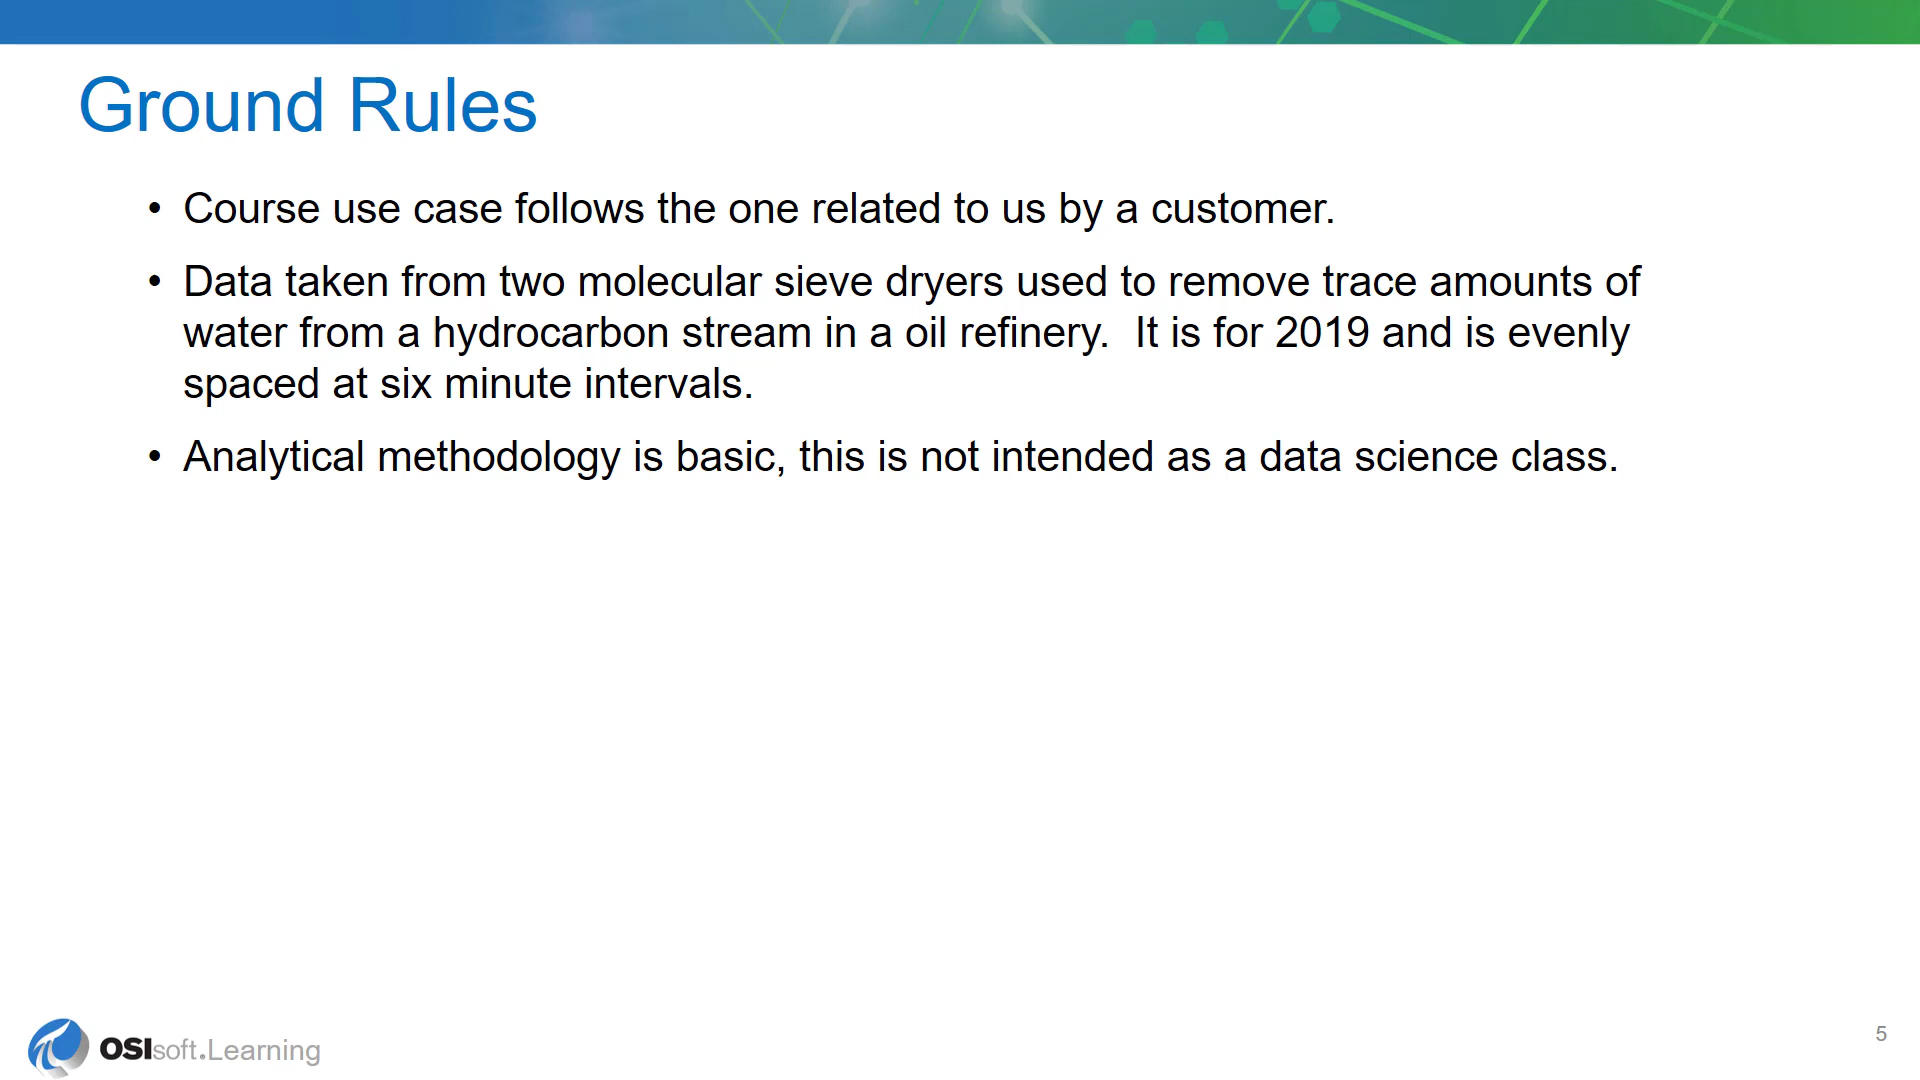 Ground Rules
• Course use case follows the one related to us by a customer.
• Data taken from two molecular sieve dryers used to remove trace amounts of
water from a hydrocarbon stream in a oil refinery.  It is for 2019 and is evenly
spaced at six minute intervals.
• Analytical methodology is basic, this is not intended as a data science class.
OSIsoft.Learning
5